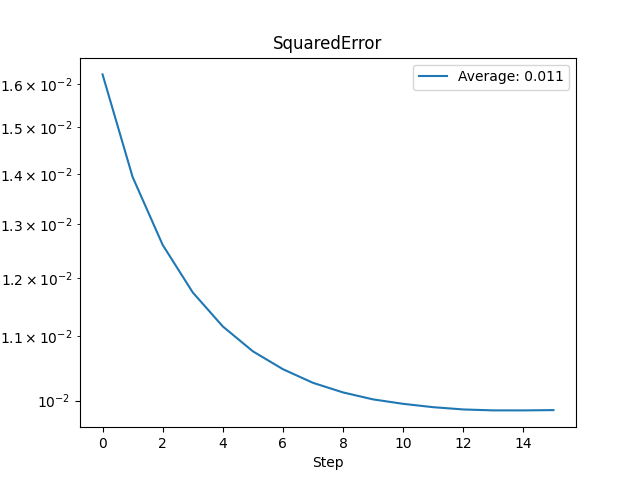 SquaredError
Average: 0.011
1.6 × 10⁻²
1.5 × 10⁻²
1.4 × 10⁻²
1.3 × 10⁻²
1.2 × 10⁻²
1.1 × 10⁻²
10⁻²
0 2 4 6 8 10 12 14
Step